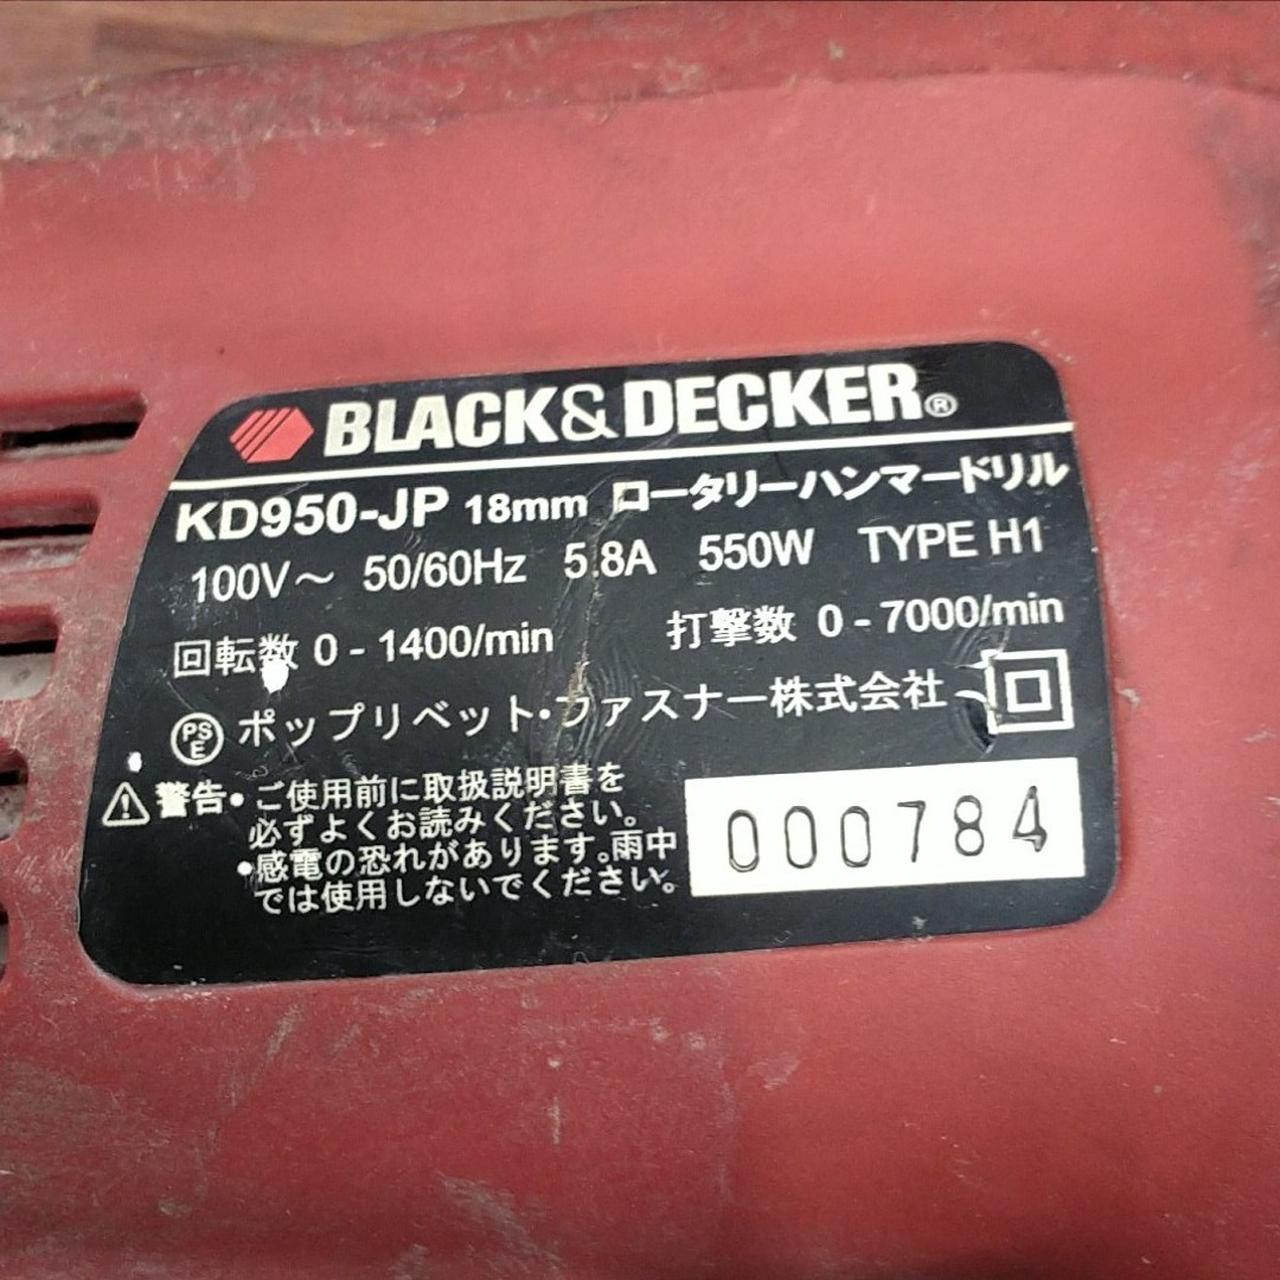 BLACK&DECKER®
KD950-JP 18mm ロータリーハンマードリル
100V～ 50/60Hz 5.8A 550W TYPE H1
回転数 0 - 1400/min 打撃数 0 - 7000/min
PSE ポップリベット・ファスナー株式会社
⚠警告•ご使用前に取扱説明書を
必ずよくお読みください。
•感電の恐れがあります。雨中
では使用しないでください。
000784